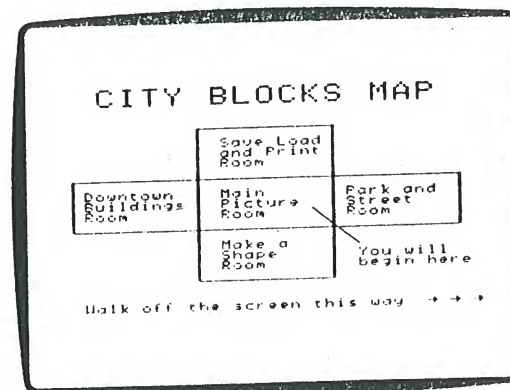 CITY BLOCKS MAP
Save Load
and Print
Room
Downtown
Buildings
Room
Main
Picture
Room
Park and
Street
Room
Make a
Shape
Room
You will
begin here
Walk off the screen this way → → →